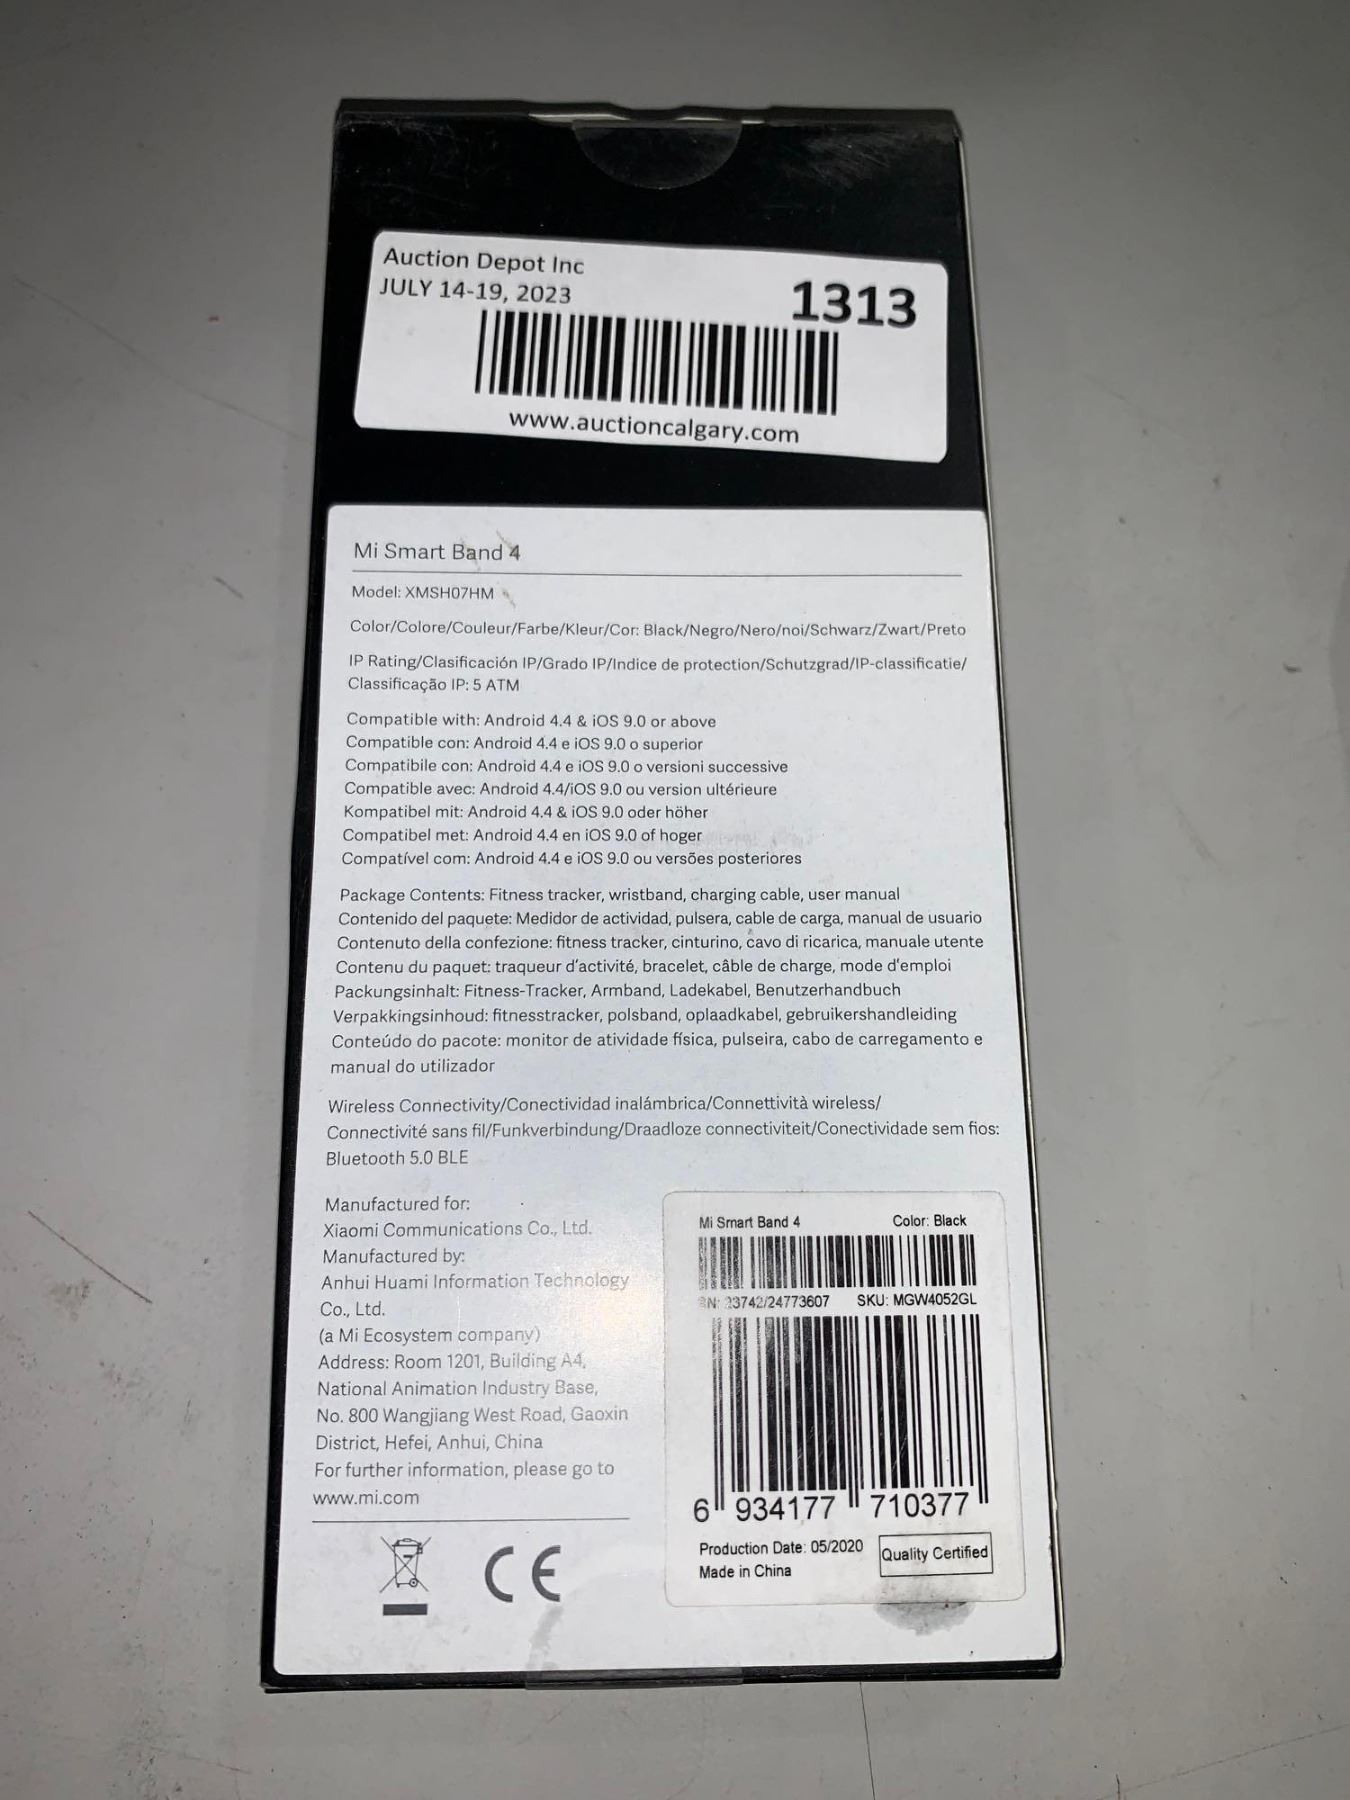 Auction Depot Inc
JULY 14-19, 2023
1313
www.auctioncalgary.com
Mi Smart Band 4
Model: XMSH07HM
Color/Colore/Couleur/Farbe/Kleur/Cor: Black/Negro/Nero/noi/Schwarz/Zwart/Preto
IP Rating/Clasificación IP/Grado IP/Indice de protection/Schutzgrad/IP-classificatie/
Classificação IP: 5 ATM
Compatible with: Android 4.4 & iOS 9.0 or above
Compatible con: Android 4.4 e iOS 9.0 o superior
Compatibile con: Android 4.4 e iOS 9.0 o versioni successive
Compatible avec: Android 4.4/iOS 9.0 ou version ultérieure
Kompatibel mit: Android 4.4 & iOS 9.0 oder höher
Compatibel met: Android 4.4 en iOS 9.0 of hoger
Compatível com: Android 4.4 e iOS 9.0 ou versões posteriores
Package Contents: Fitness tracker, wristband, charging cable, user manual
Contenido del paquete: Medidor de actividad, pulsera, cable de carga, manual de usuario
Contenuto della confezione: fitness tracker, cinturino, cavo di ricarica, manuale utente
Contenu du paquet: traqueur d'activité, bracelet, câble de charge, mode d'emploi
Packungsinhalt: Fitness-Tracker, Armband, Ladekabel, Benutzerhandbuch
Verpakkingsinhoud: fitnesstracker, polsband, oplaadkabel, gebruikershandleiding
Conteúdo do pacote: monitor de atividade física, pulseira, cabo de carregamento e
manual do utilizador
Wireless Connectivity/Conectividad inalámbrica/Connettività wireless/
Connectivité sans fil/Funkverbindung/Draadloze connectiviteit/Conectividade sem fios:
Bluetooth 5.0 BLE
Manufactured for:
Xiaomi Communications Co., Ltd.
Manufactured by:
Anhui Huami Information Technology
Co., Ltd.
(a Mi Ecosystem company)
Address: Room 1201, Building A4,
National Animation Industry Base,
No. 800 Wangjiang West Road, Gaoxin
District, Hefei, Anhui, China
For further information, please go to
www.mi.com
CE
Mi Smart Band 4 Color: Black
SN: 23742/24773607 SKU: MGW4052GL
6 934177 710377
Production Date: 05/2020
Made in China
Quality Certified